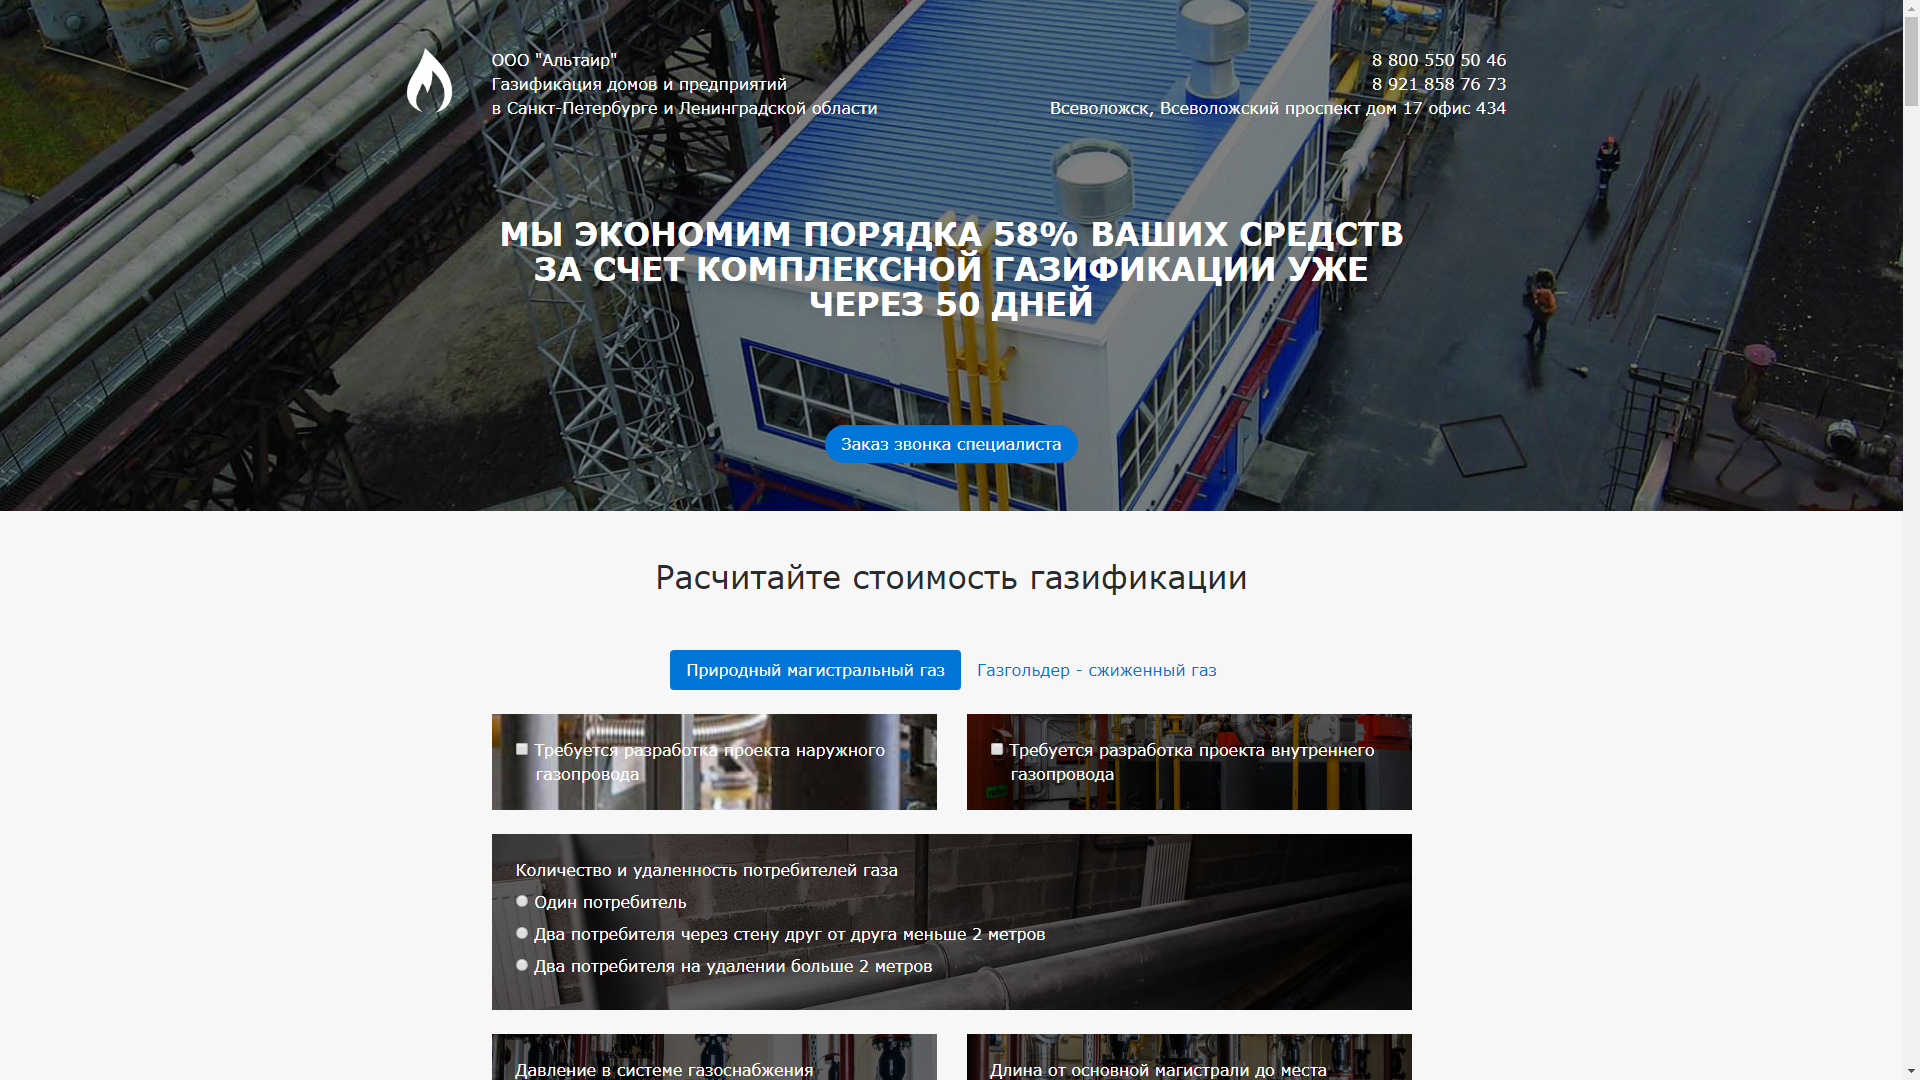 ООО "Альтаир"
Газификация домов и предприятий
в Санкт-Петербурге и Ленинградской области
8 800 550 50 46
8 921 858 76 73
Всеволожск, Всеволожский проспект дом 17 офис 434
МЫ ЭКОНОМИМ ПОРЯДКА 58% ВАШИХ СРЕДСТВ
ЗА СЧЕТ КОМПЛЕКСНОЙ ГАЗИФИКАЦИИ УЖЕ
ЧЕРЕЗ 50 ДНЕЙ
Заказ звонка специалиста
Расчитайте стоимость газификации
Природный магистральный газ
Газгольдер - сжиженный газ
Требуется разработка проекта наружного
газопровода
Требуется разработка проекта внутреннего
газопровода
Количество и удаленность потребителей газа
Один потребитель
Два потребителя через стену друг от друга меньше 2 метров
Два потребителя на удалении больше 2 метров
Давление в системе газоснабжения
Длина от основной магистрали до места